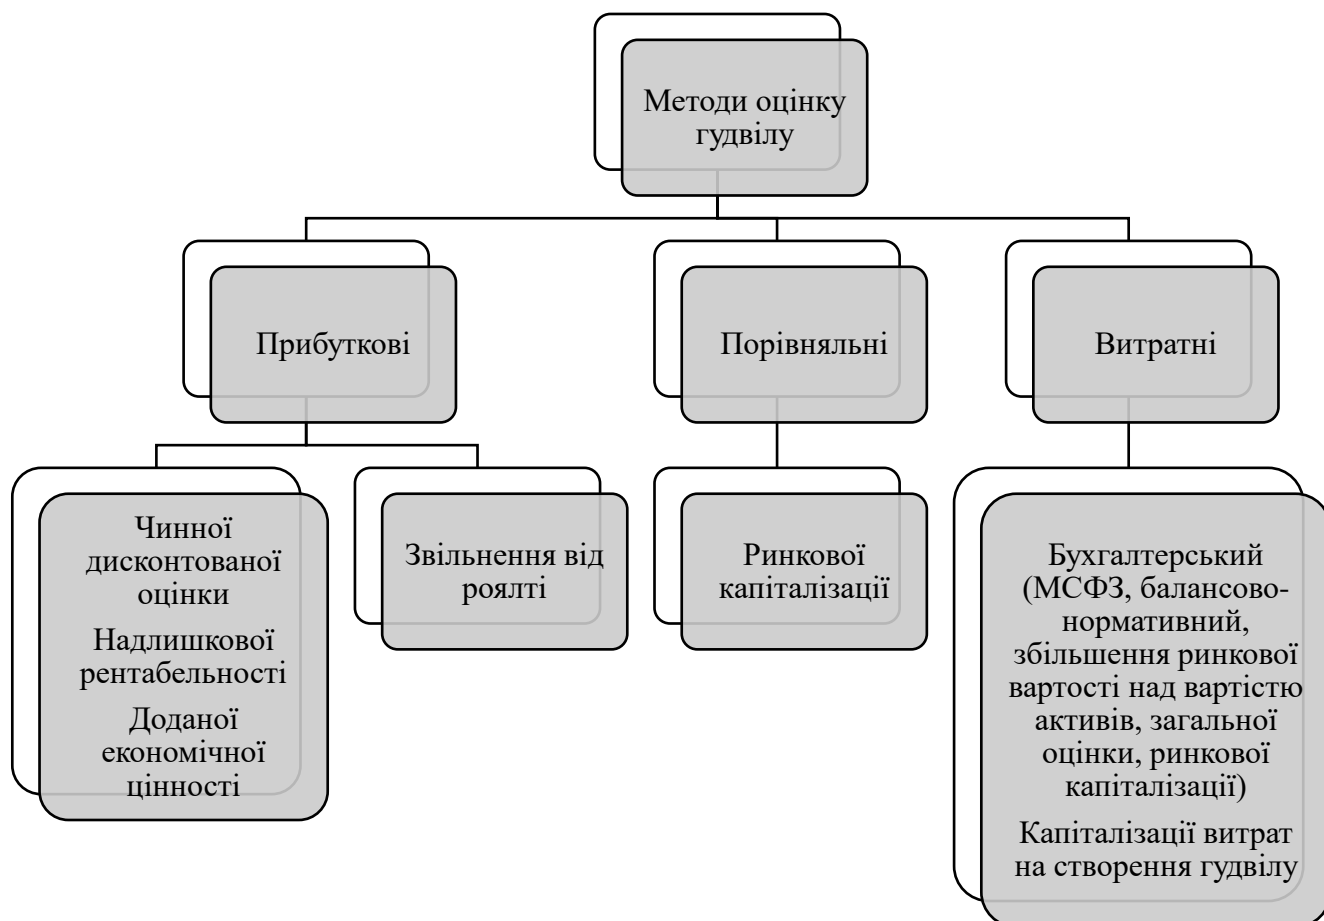 Методи оцінку
гудвілу
Прибуткові
Порівняльні
Витратні
Чинної
дисконтованої
оцінки
Надлишкової
рентабельності
Доданої
економічної
цінності
Звільнення від
роялті
Ринкової
капіталізації
Бухгалтерський
(МСФЗ, балансово-
нормативний,
збільшення ринкової
вартості над вартістю
активів, загальної
оцінки, ринкової
капіталізації)
Капіталізації витрат
на створення гудвілу